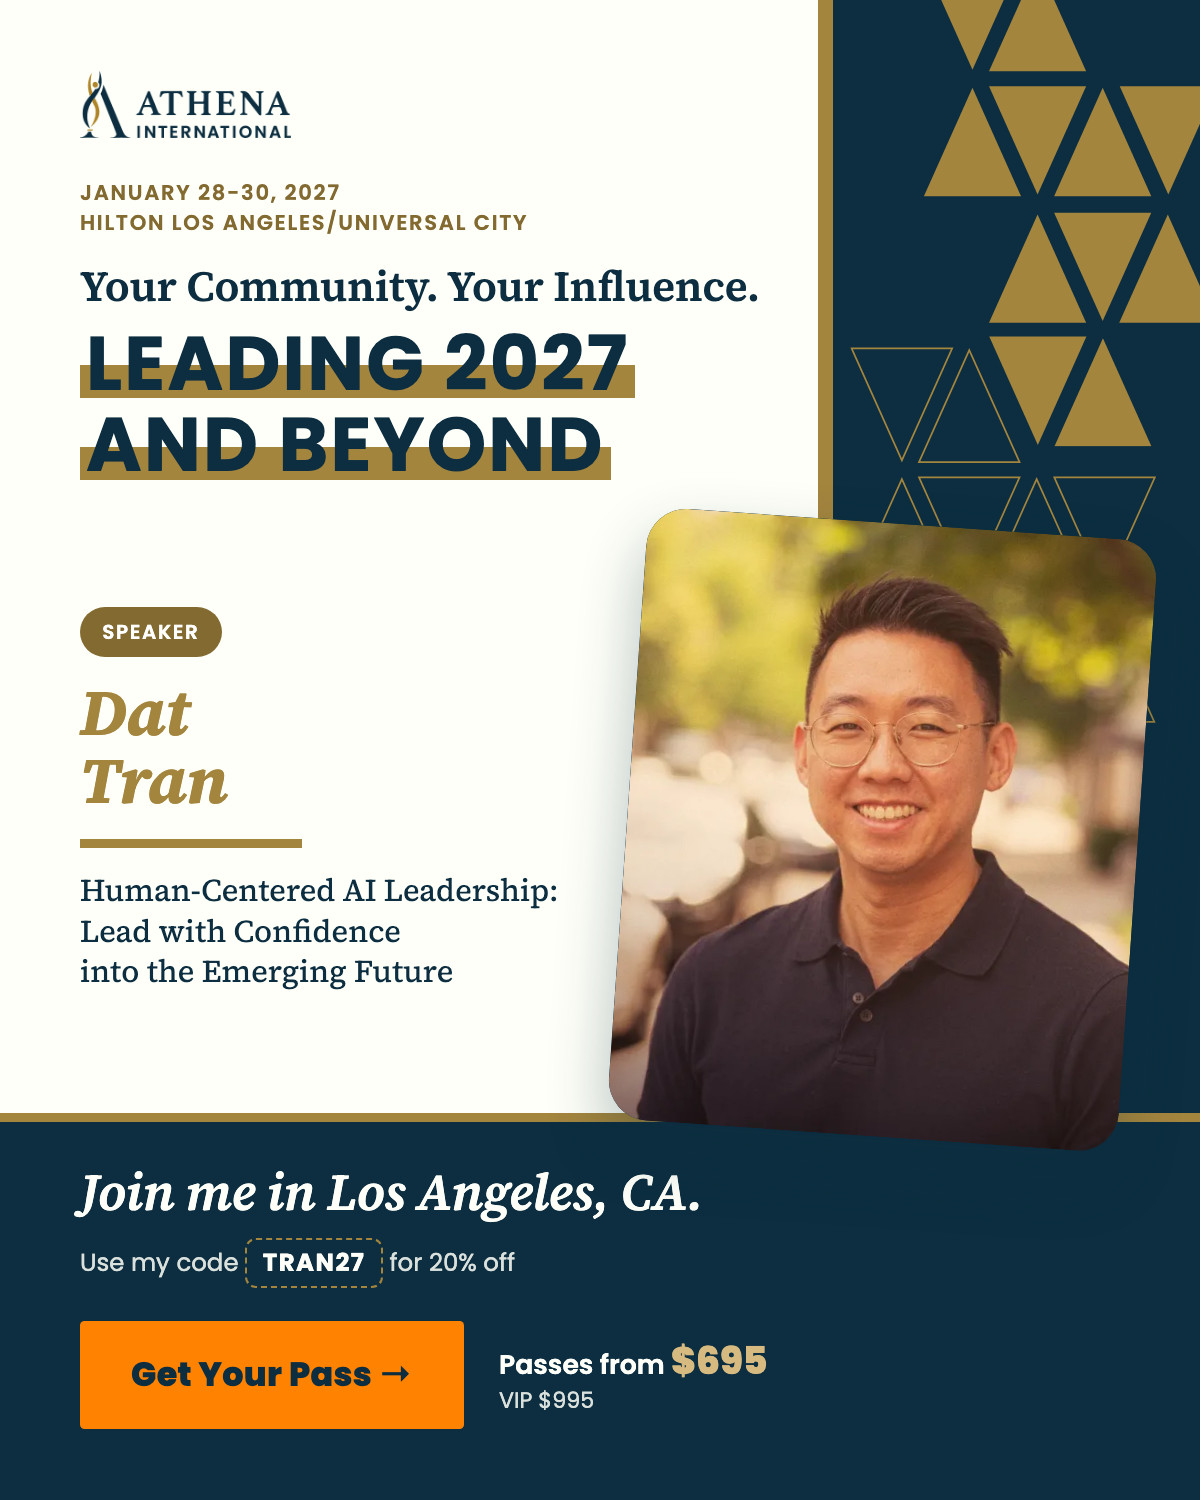 ATHENA
INTERNATIONAL
JANUARY 28-30, 2027
HILTON LOS ANGELES/UNIVERSAL CITY
Your Community. Your Influence.
LEADING 2027
AND BEYOND
SPEAKER
Dat
Tran
Human-Centered AI Leadership:
Lead with Confidence
into the Emerging Future
Join me in Los Angeles, CA.
Use my code TRAN27 for 20% off
Get Your Pass →
Passes from $695
VIP $995